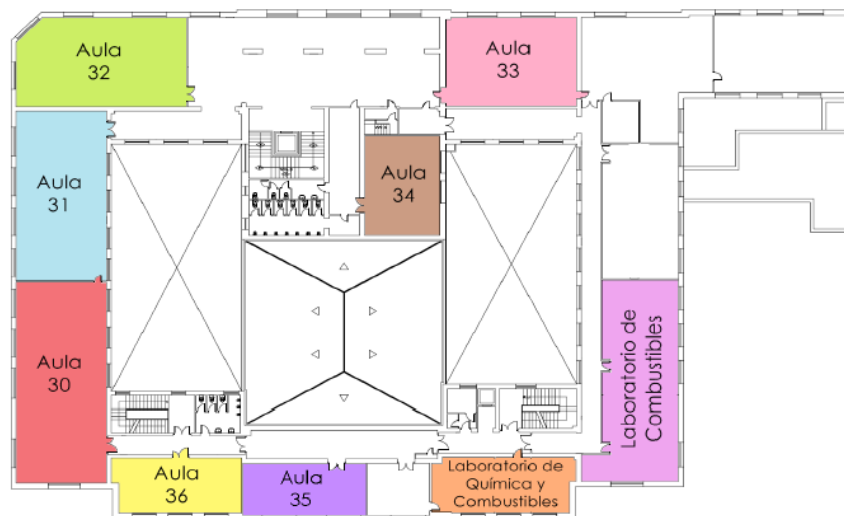 Aula
32
Aula
33
Aula
31
Aula
34
Aula
30
Laboratorio de
Combustibles
Aula
36
Aula
35
Laboratorio de
Química y
Combustibles